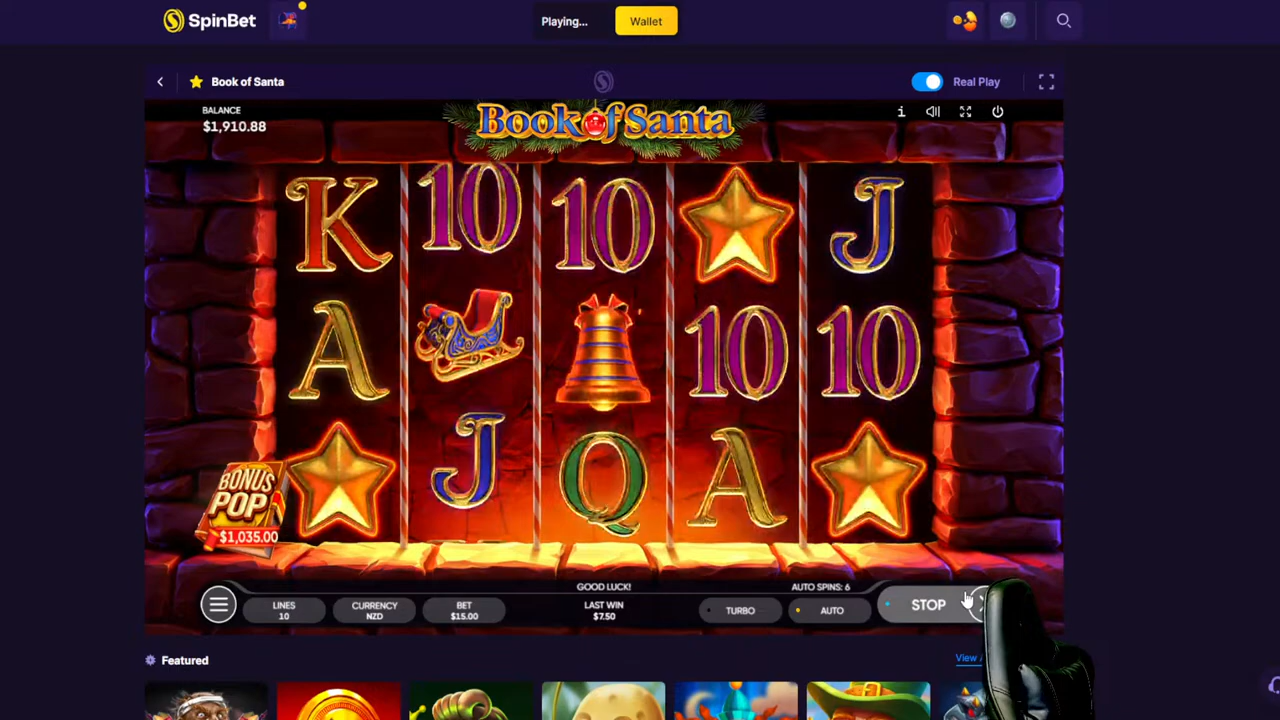 SpinBet
Playing...
Wallet
Book of Santa
Real Play
BALANCE
$1,910.88
Book of Santa
i
K
10
10
J
A
10
10
J
Q
A
BONUS
POP
$1,035.00
GOOD LUCK!
AUTO SPINS: 6
LINES
10
CURRENCY
NZD
BET
$15.00
LAST WIN
$7.50
TURBO
AUTO
STOP
Featured
View